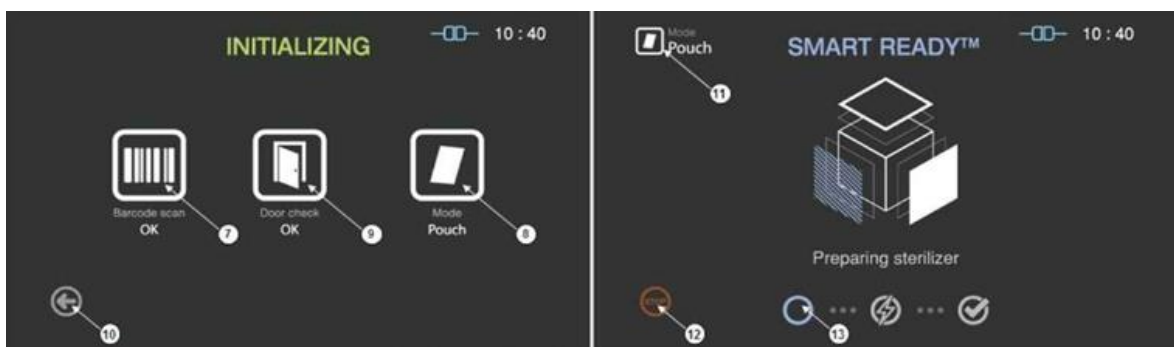 INITIALIZING
10 : 40
Barcode scan
OK
7
Door check
OK
9
Mode
Pouch
8
10
Mode
Pouch
11
SMART READY™
10 : 40
Preparing sterilizer
STOP
12
13